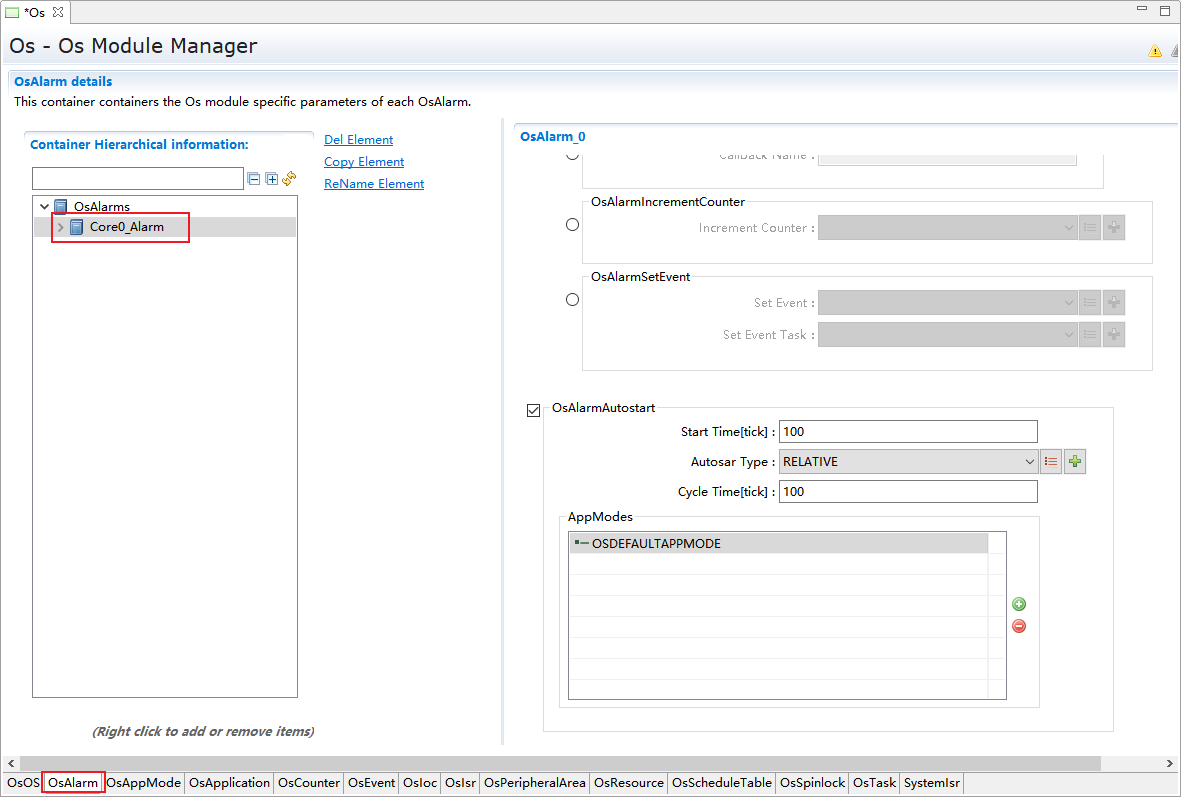 *Os
Os - Os Module Manager
OsAlarm details
This container containers the Os module specific parameters of each OsAlarm.
Container Hierarchical information:
Del Element
Copy Element
ReName Element
OsAlarms
Core0_Alarm
(Right click to add or remove items)
OsAlarm_0
Callback Name :
OsAlarmIncrementCounter
Increment Counter :
OsAlarmSetEvent
Set Event :
Set Event Task :
OsAlarmAutostart
Start Time[tick] : 100
Autosar Type : RELATIVE
Cycle Time[tick] : 100
AppModes
OSDEFAULTAPPMODE
OsOS OsAlarm OsAppMode OsApplication OsCounter OsEvent OsIoc OsIsr OsPeripheralArea OsResource OsScheduleTable OsSpinlock OsTask SystemIsr